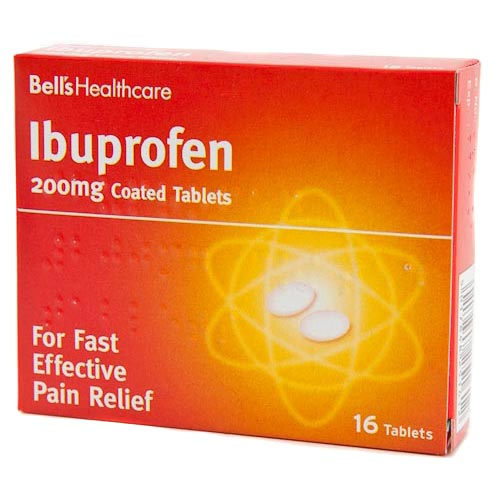 Bell's Healthcare
Ibuprofen
200mg Coated Tablets
For Fast
Effective
Pain Relief
16 Tablets